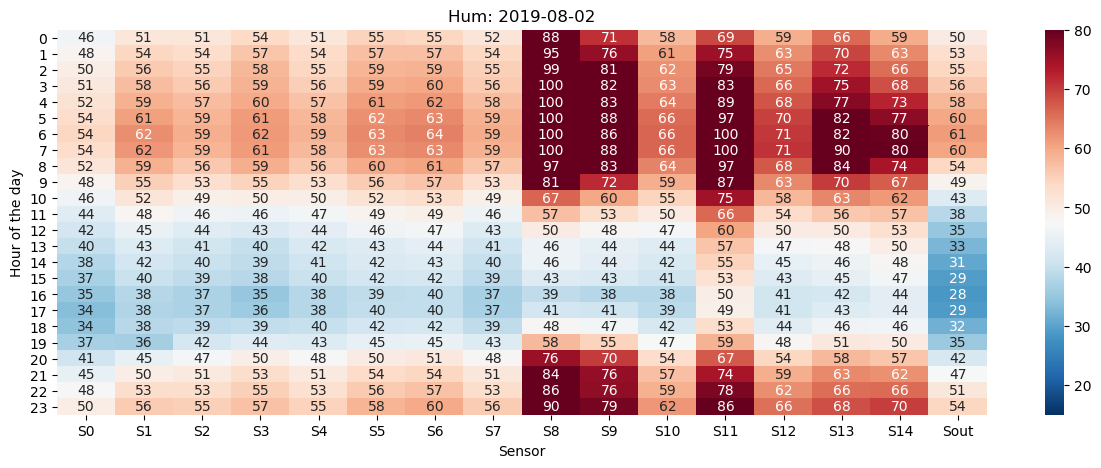 Hum: 2019-08-02
0 46 51 51 54 51 55 55 52 88 71 58 69 59 66 59 50
1 48 54 54 57 54 57 57 54 95 76 61 75 63 70 63 53
2 50 56 55 58 55 59 59 55 99 81 62 79 65 72 66 55
3 51 58 56 59 56 59 60 56 100 82 63 83 66 75 68 56
4 52 59 57 60 57 61 62 58 100 83 64 89 68 77 73 58
5 54 61 59 61 58 62 63 59 100 88 66 97 70 82 77 60
6 54 62 59 62 59 63 64 59 100 86 66 100 71 82 80 61
7 54 62 59 61 58 63 63 59 100 88 66 100 71 90 80 60
8 52 59 56 59 56 60 61 57 97 83 64 97 68 84 74 54
9 48 55 53 55 53 56 57 53 81 72 59 87 63 70 67 49
10 46 52 49 50 50 52 53 49 67 60 55 75 58 63 62 43
11 44 48 46 46 47 49 49 46 57 53 50 66 54 56 57 38
12 42 45 44 43 44 46 47 43 50 48 47 60 50 50 53 35
13 40 43 41 40 42 43 44 41 46 44 44 57 47 48 50 33
14 38 42 40 39 41 42 43 40 46 44 42 55 45 46 48 31
15 37 40 39 38 40 42 42 39 43 43 41 53 43 45 47 29
16 35 38 37 35 38 39 40 37 39 38 38 50 41 42 44 28
17 34 38 37 36 38 40 40 37 41 41 39 49 41 43 44 29
18 34 38 39 39 40 42 42 39 48 47 42 53 44 46 46 32
19 37 36 42 44 43 45 45 43 58 55 47 59 48 51 50 35
20 41 45 47 50 48 50 51 48 76 70 54 67 54 58 57 42
21 45 50 51 53 51 54 54 51 84 76 57 74 59 63 62 47
22 48 53 53 55 53 56 57 53 86 76 59 78 62 66 66 51
23 50 56 55 57 55 58 60 56 90 79 62 86 66 68 70 54
S0 S1 S2 S3 S4 S5 S6 S7 S8 S9 S10 S11 S12 S13 S14 Sout
Sensor
Hour of the day
80
70
60
50
40
30
20